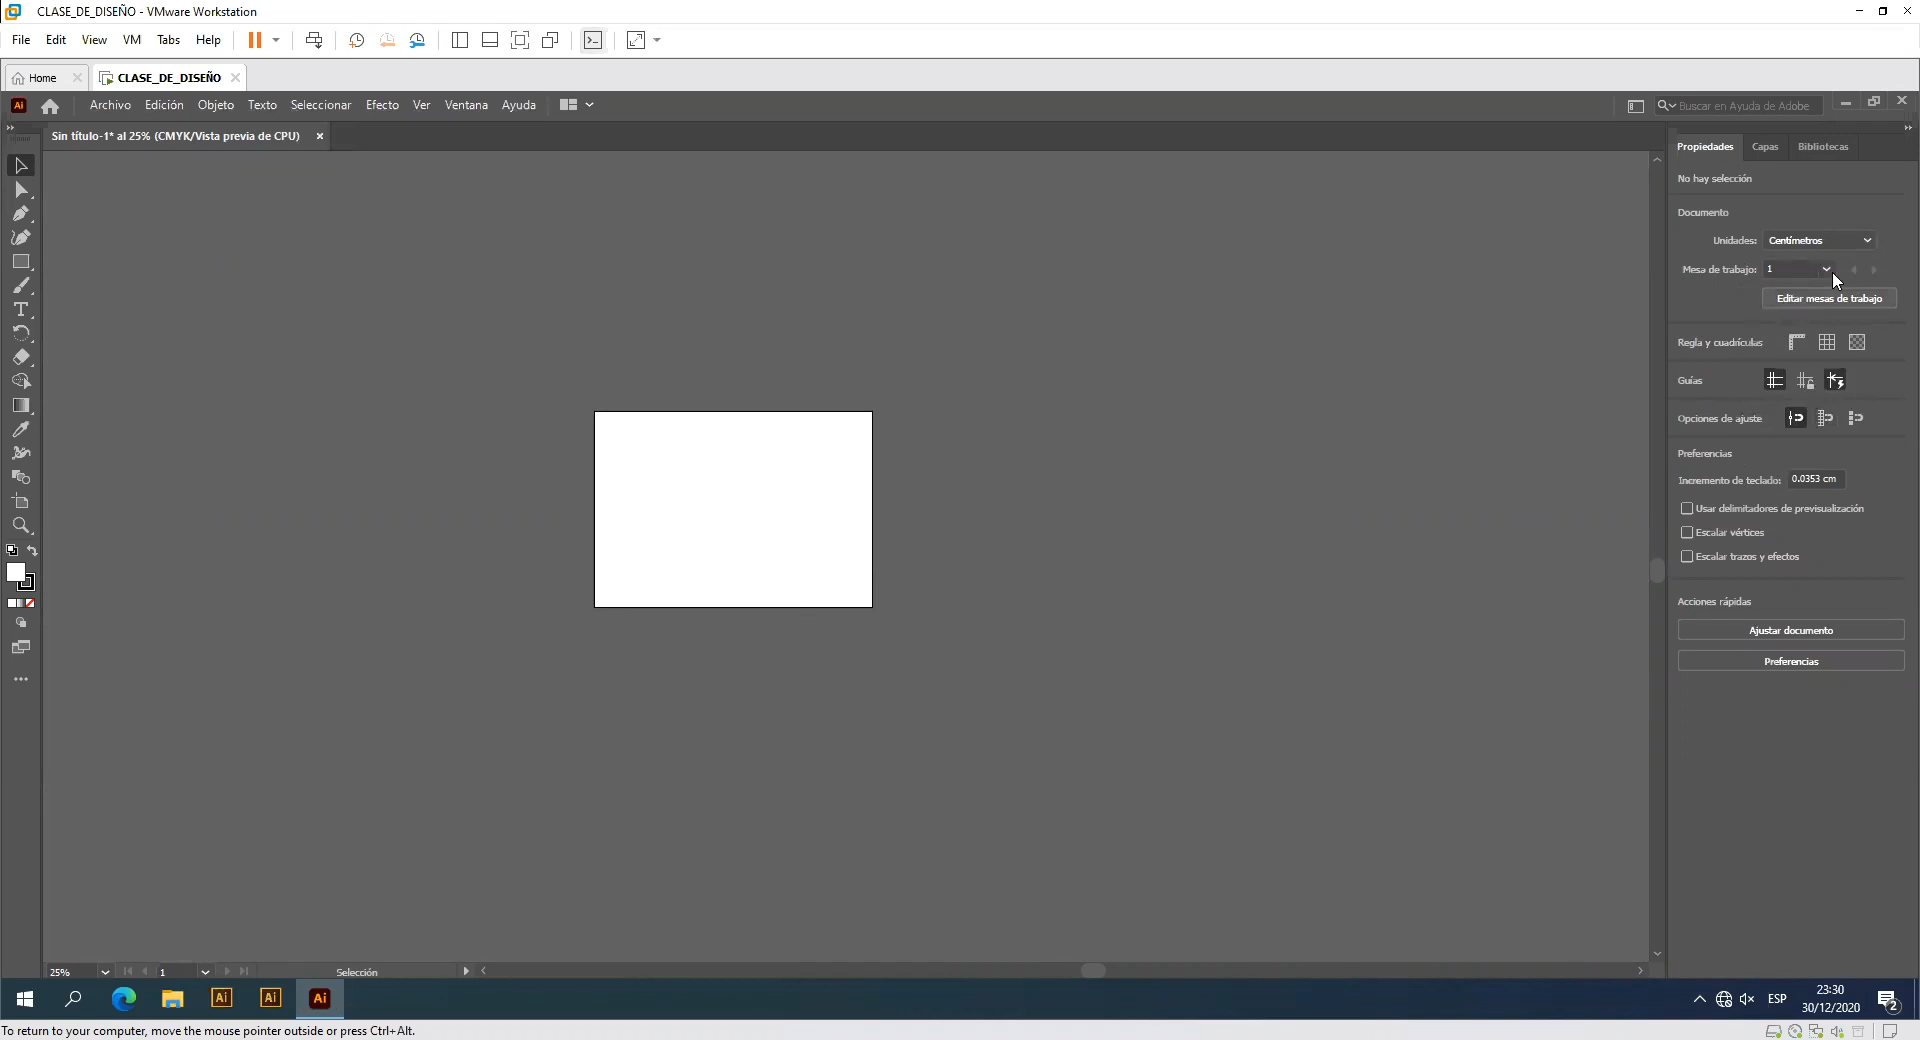 CLASE_DE_DISEÑO - VMware Workstation
File Edit View VM Tabs Help
Home CLASE_DE_DISEÑO
Ai Archivo Edición Objeto Texto Seleccionar Efecto Ver Ventana Ayuda Buscar en Ayuda de Adobe
Sin título-1* al 25% (CMYK/Vista previa de CPU)
Propiedades Capas Bibliotecas
No hay selección
Documento
Unidades: Centímetros
Mesa de trabajo: 1
Editar mesas de trabajo
Regla y cuadrículas
Guías
Opciones de ajuste
Preferencias
Incremento de teclado: 0.0353 cm
Usar delimitadores de previsualización
Escalar vértices
Escalar trazos y efectos
Acciones rápidas
Ajustar documento
Preferencias
25% 1 Selección
Ai Ai Ai ESP 23:30
30/12/2020 2
To return to your computer, move the mouse pointer outside or press Ctrl+Alt.